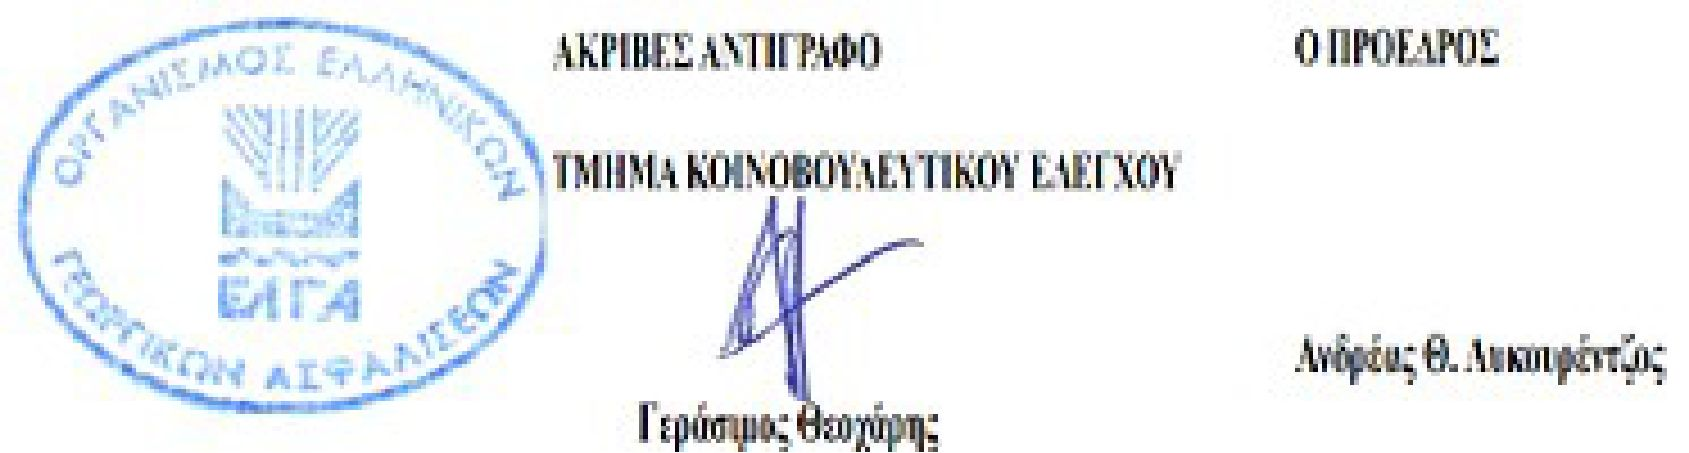 ΟΡΓΑΝΙΣΜΟΣ ΕΛΛΗΝΙΚΩΝ
ΕΛΓΑ
ΓΕΩΡΓΙΚΩΝ ΑΣΦΑΛΙΣΕΩΝ
ΑΚΡΙΒΕΣ ΑΝΤΙΓΡΑΦΟ
ΤΜΗΜΑ ΚΟΙΝΟΒΟΥΛΕΥΤΙΚΟΥ ΕΛΕΓΧΟΥ
Γεράσιμος Θεοχάρης
Ο ΠΡΟΕΔΡΟΣ
Ανδρέας Θ. Λυκουρέντζος